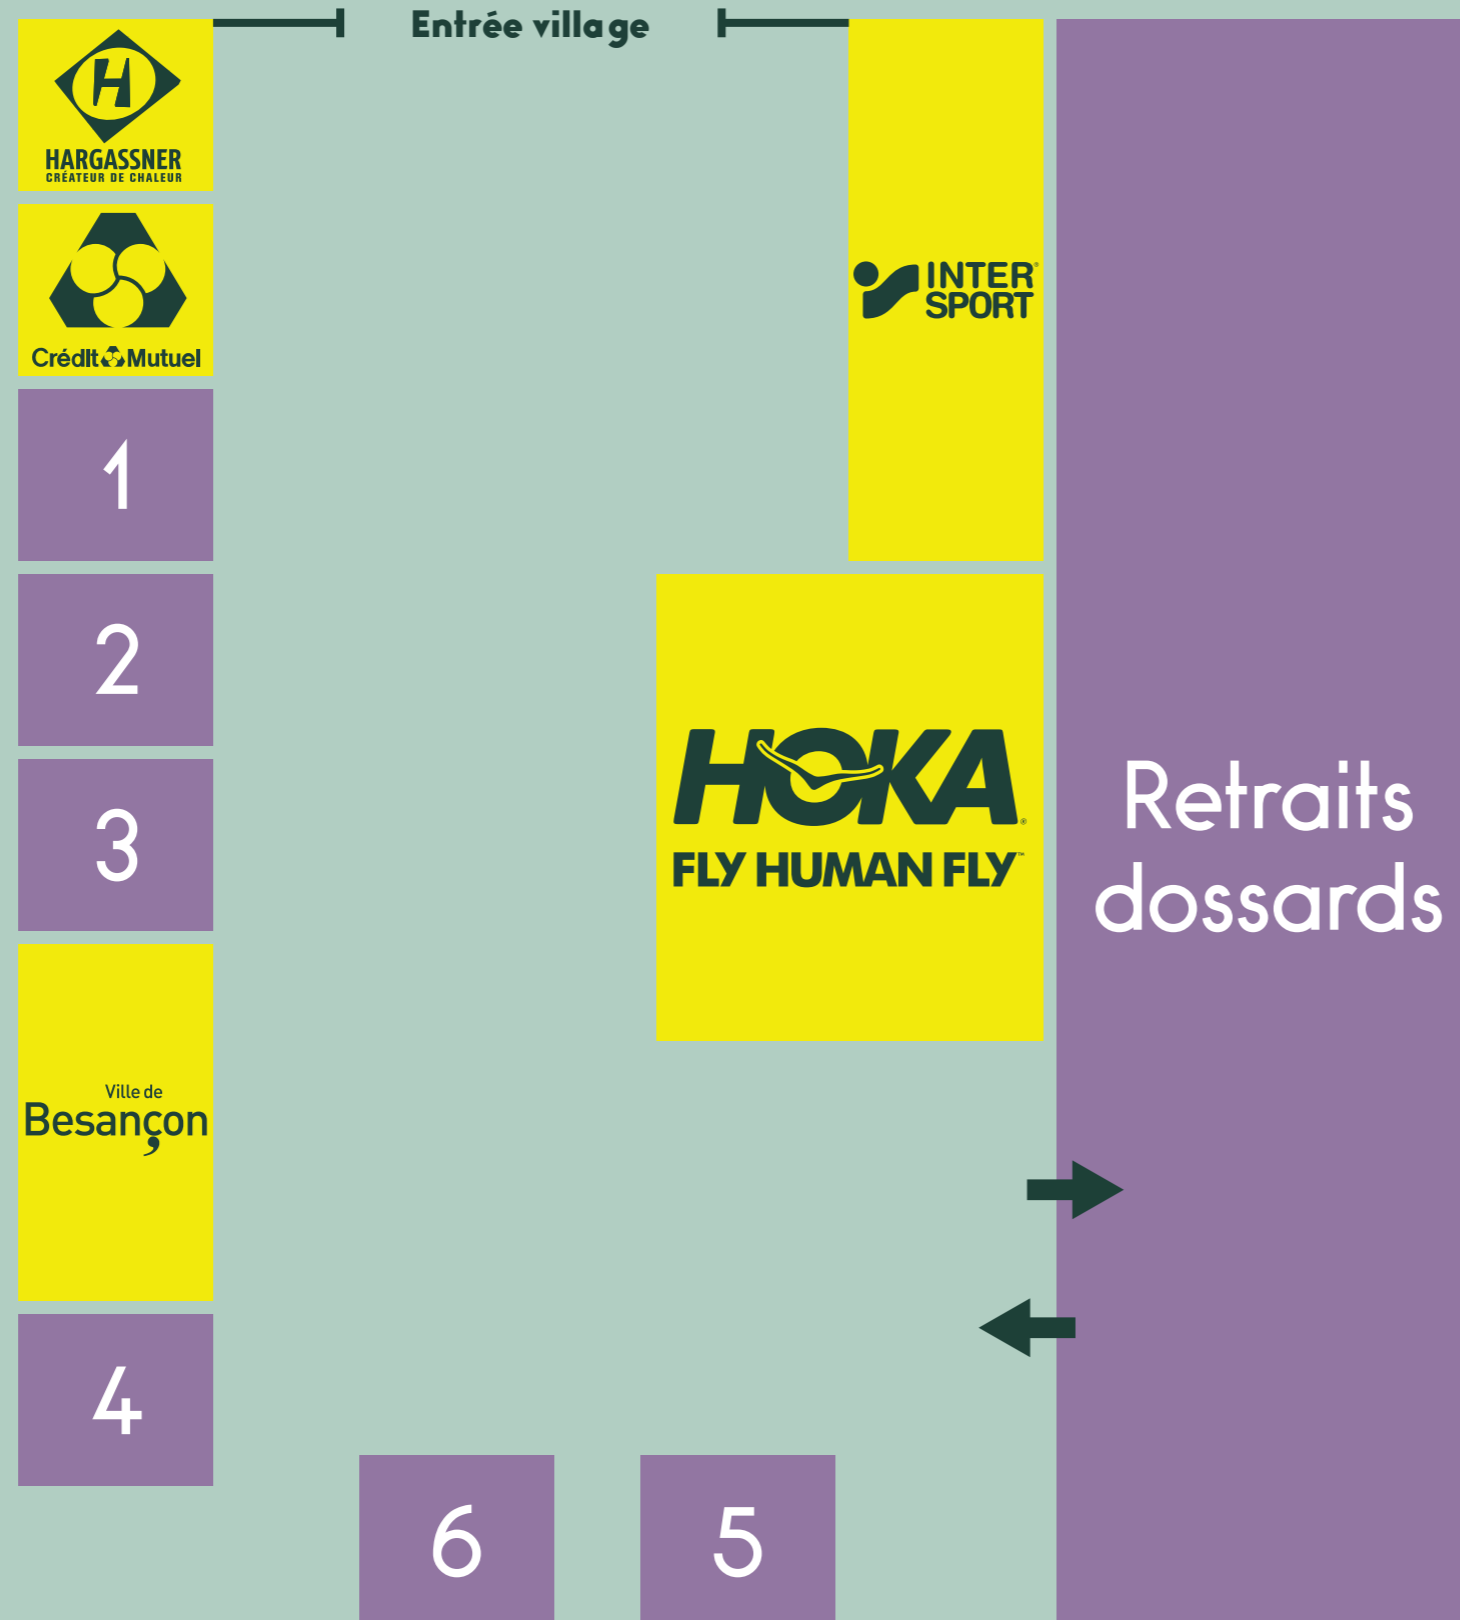 Entrée village
H
HARGASSNER
CRÉATEUR DE CHALEUR
INTER
SPORT
Crédit Mutuel
1
2
3
HOKA
FLY HUMAN FLY™
Retraits
dossards
Ville de
Besançon
4
6
5